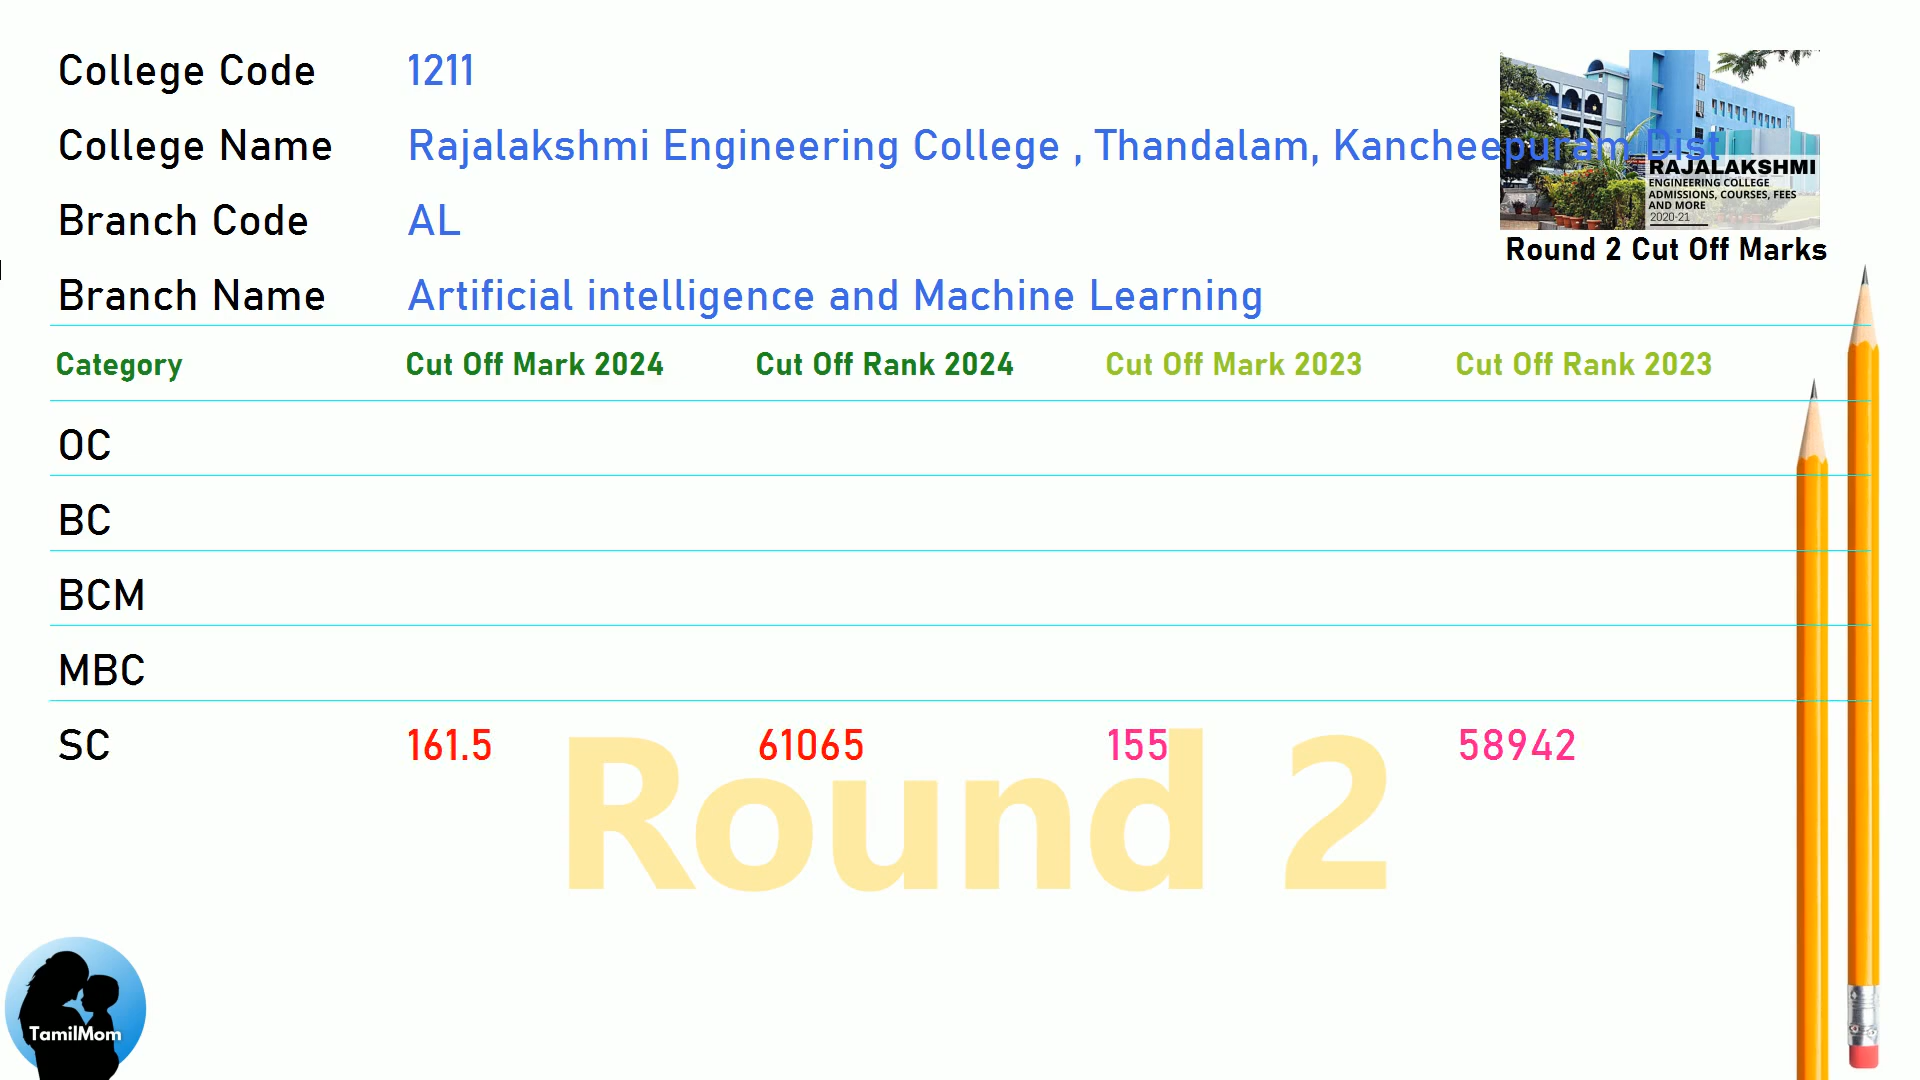 College Code 1211
College Name Rajalakshmi Engineering College , Thandalam, Kancheepuram Dist
RAJALAKSHMI
ENGINEERING COLLEGE
ADMISSIONS, COURSES, FEES
AND MORE
2020-21
Branch Code AL
Round 2 Cut Off Marks
Branch Name Artificial intelligence and Machine Learning
Category Cut Off Mark 2024 Cut Off Rank 2024 Cut Off Mark 2023 Cut Off Rank 2023
OC
BC
BCM
MBC
SC 161.5 61065 155 58942
Round 2
TamilMom